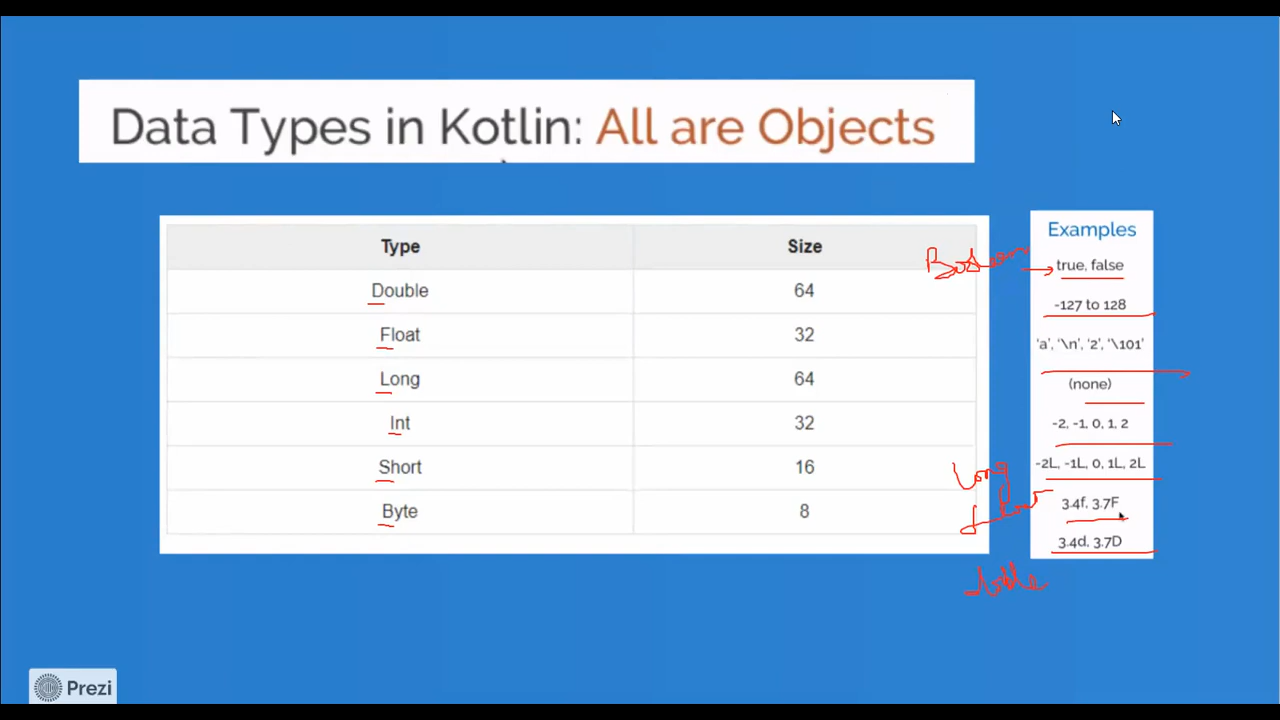 Data Types in Kotlin: All are Objects
Type Size
Double 64
Float 32
Long 64
Int 32
Short 16
Byte 8
Examples
Boolean
true, false
-127 to 128
'a', '\n', '2', '\101'
(none)
-2, -1, 0, 1, 2
Long
-2L, -1L, 0, 1L, 2L
3.4f, 3.7F
3.4d, 3.7D
Prezi